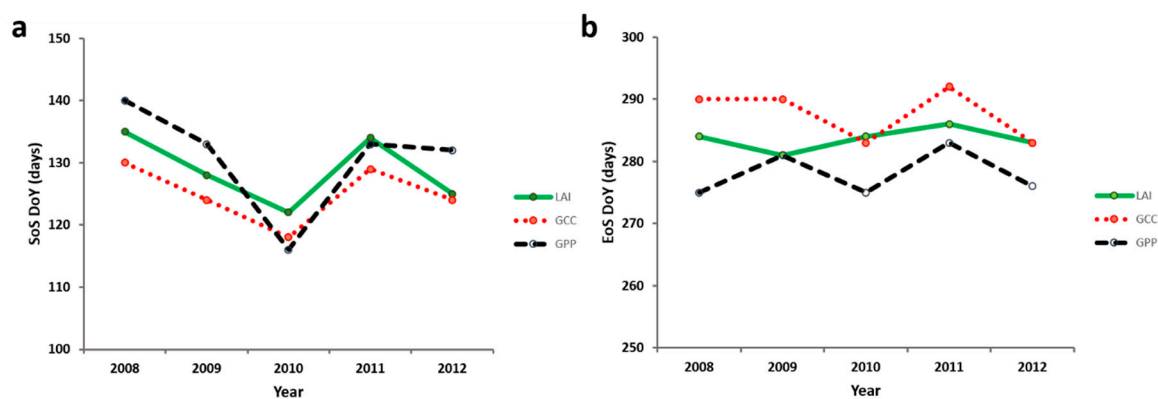 a
150
140
130
120
110
100
SoS DoY (days)
2008 2009 2010 2011 2012
Year
LAI
GCC
GPP
b
300
290
280
270
260
250
EoS DoY (days)
2008 2009 2010 2011 2012
Year
LAI
GCC
GPP